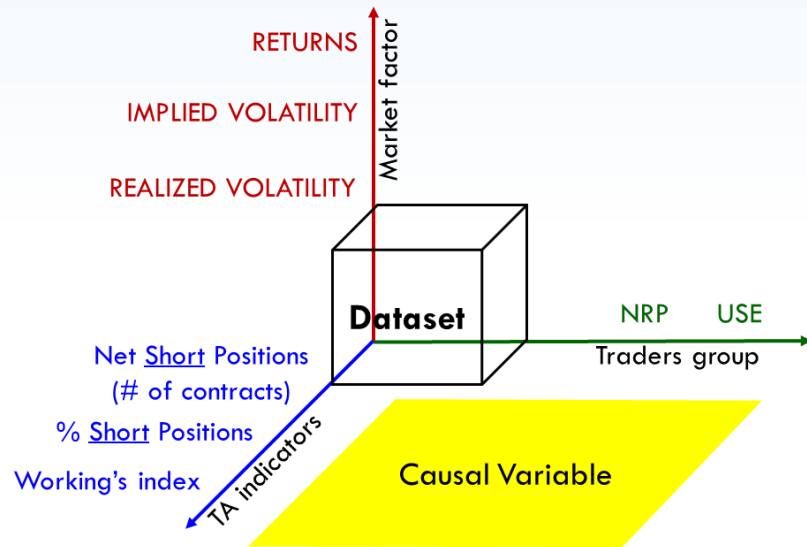 RETURNS
IMPLIED VOLATILITY
REALIZED VOLATILITY
Market factor
Dataset
NRP USE
Traders group
Net Short Positions
(# of contracts)
% Short Positions
Working's index
TA indicators
Causal Variable